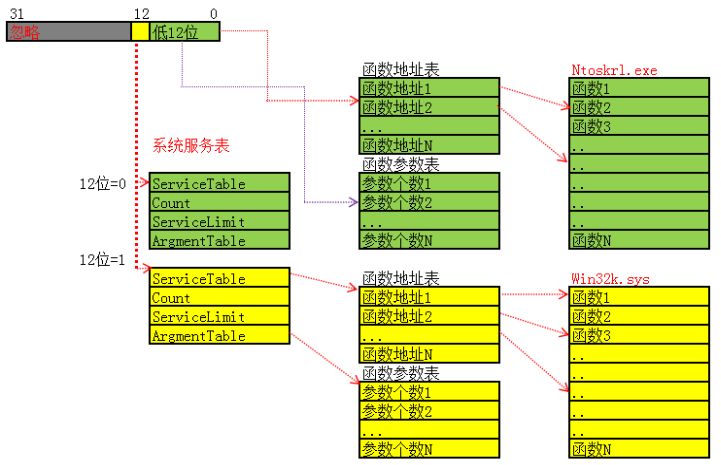 31 12 0
忽略 低12位
函数地址表
函数地址1
函数地址2
...
函数地址N
函数参数表
参数个数1
参数个数2
...
参数个数N
Ntoskrl.exe
函数1
函数2
函数3
..
..
..
..
..
函数N
系统服务表
12位=0
ServiceTable
Count
ServiceLimit
ArgmentTable
12位=1
ServiceTable
Count
ServiceLimit
ArgmentTable
函数地址表
函数地址1
函数地址2
...
函数地址N
函数参数表
参数个数1
参数个数2
...
参数个数N
Win32k.sys
函数1
函数2
函数3
..
..
..
..
..
函数N